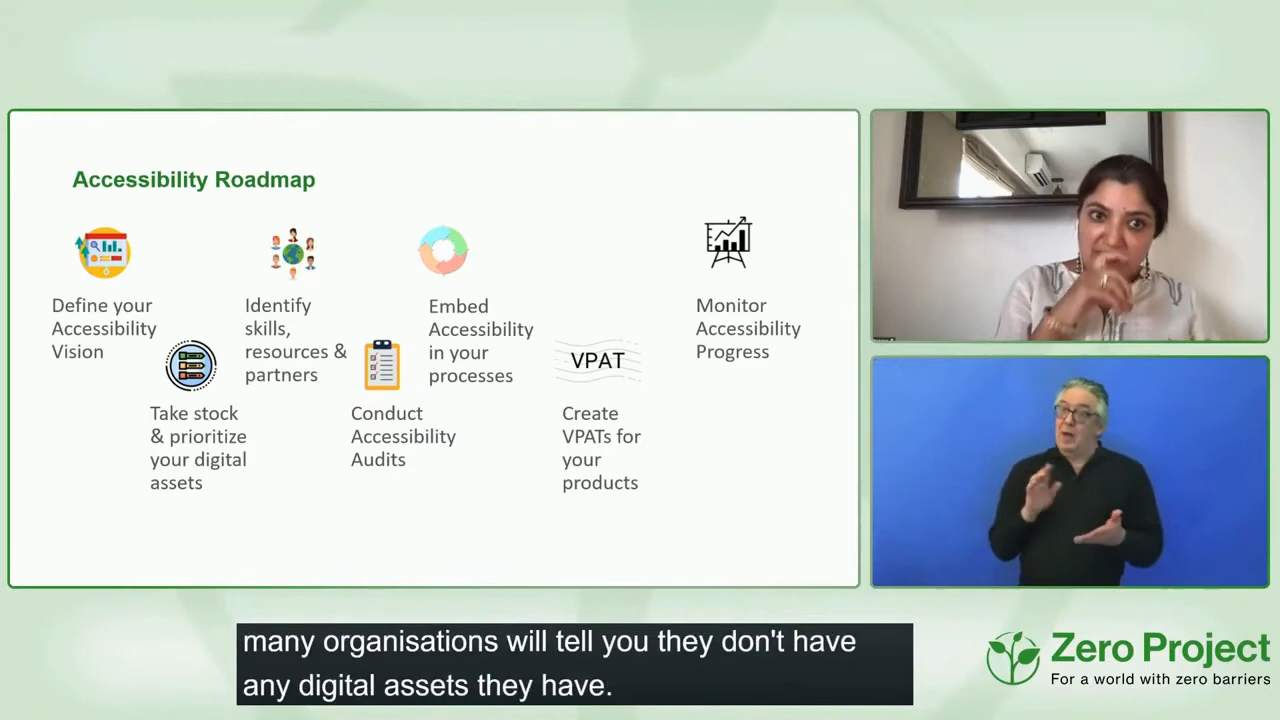 Accessibility Roadmap
Define your
Accessibility
Vision
Take stock
& prioritize
your digital
assets
Identify
skills,
resources &
partners
Conduct
Accessibility
Audits
Embed
Accessibility
in your
processes
VPAT
Create
VPATs for
your
products
Monitor
Accessibility
Progress
many organisations will tell you they don't have
any digital assets they have.
Zero Project
For a world with zero barriers